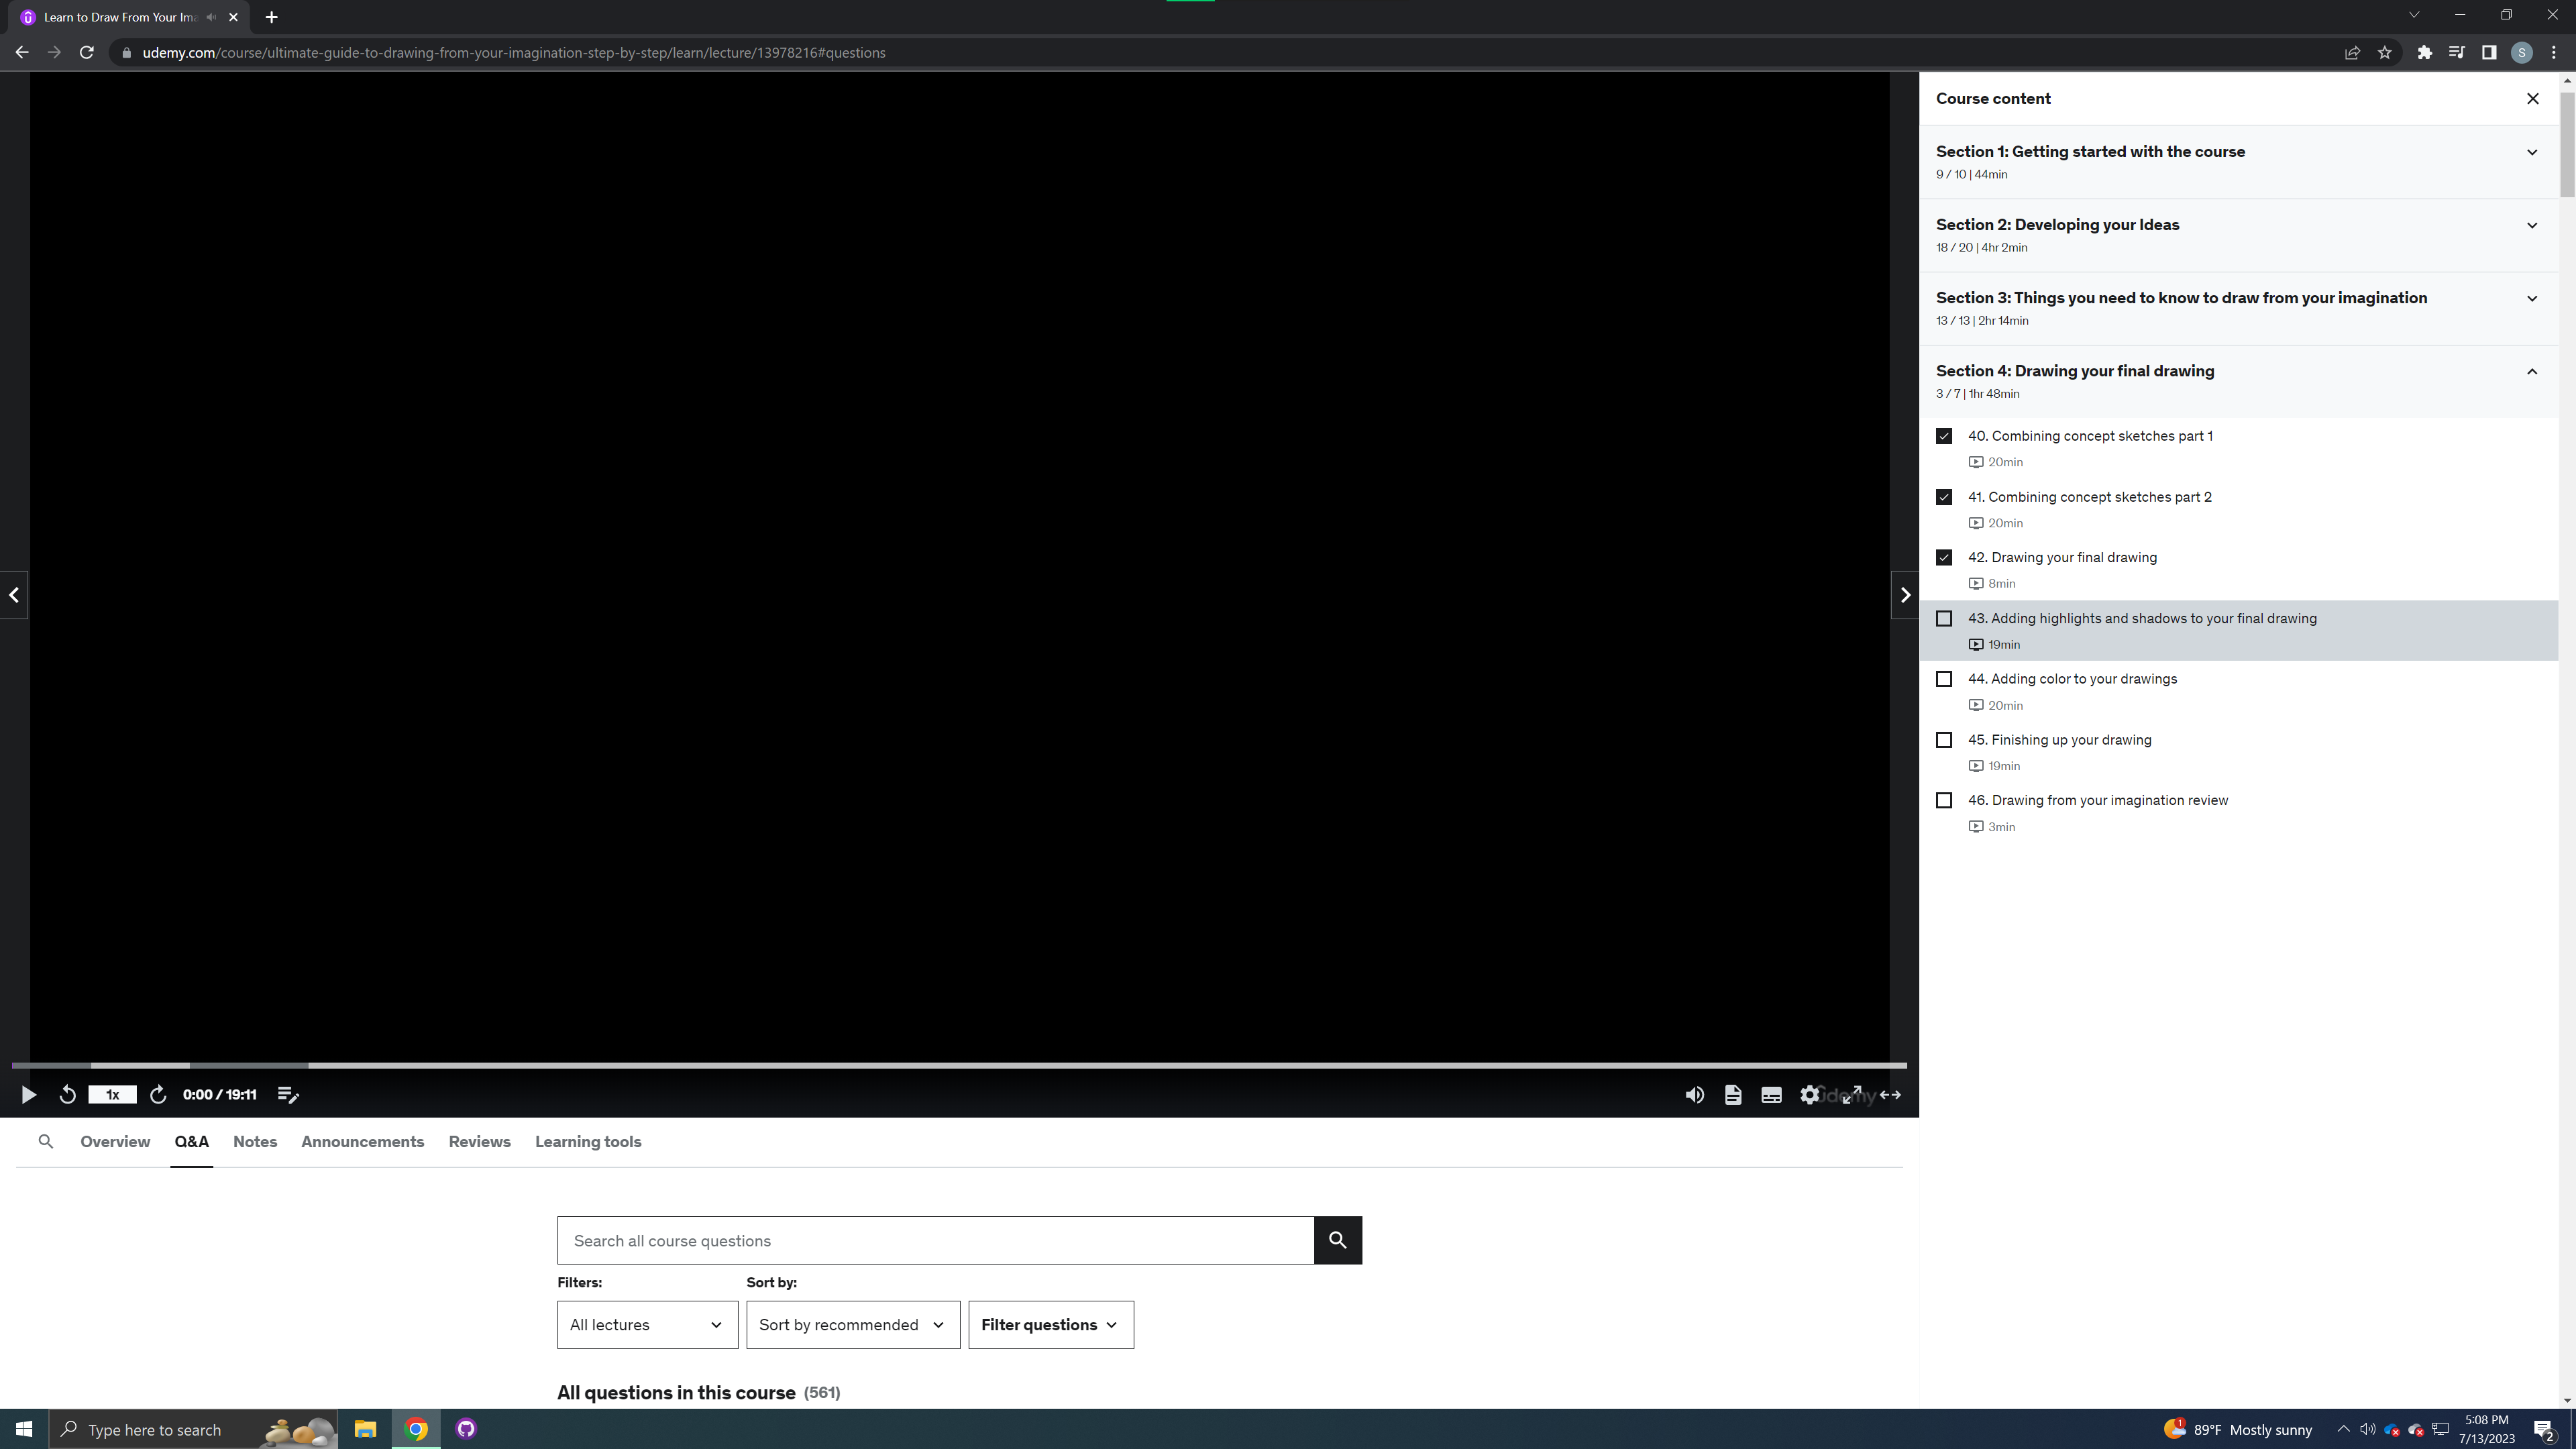 Learn to Draw From Your Ima
udemy.com/course/ultimate-guide-to-drawing-from-your-imagination-step-by-step/learn/lecture/13978216#questions
S
Course content
Section 1: Getting started with the course
9 / 10 | 44min
Section 2: Developing your Ideas
18 / 20 | 4hr 2min
Section 3: Things you need to know to draw from your imagination
13 / 13 | 2hr 14min
Section 4: Drawing your final drawing
3 / 7 | 1hr 48min
40. Combining concept sketches part 1
20min
41. Combining concept sketches part 2
20min
42. Drawing your final drawing
8min
43. Adding highlights and shadows to your final drawing
19min
44. Adding color to your drawings
20min
45. Finishing up your drawing
19min
46. Drawing from your imagination review
3min
1x
0:00 / 19:11
udemy
Overview Q&A Notes Announcements Reviews Learning tools
Search all course questions
Filters: Sort by:
All lectures Sort by recommended Filter questions
All questions in this course (561)
Type here to search
1
89°F Mostly sunny
5:08 PM
7/13/2023
2